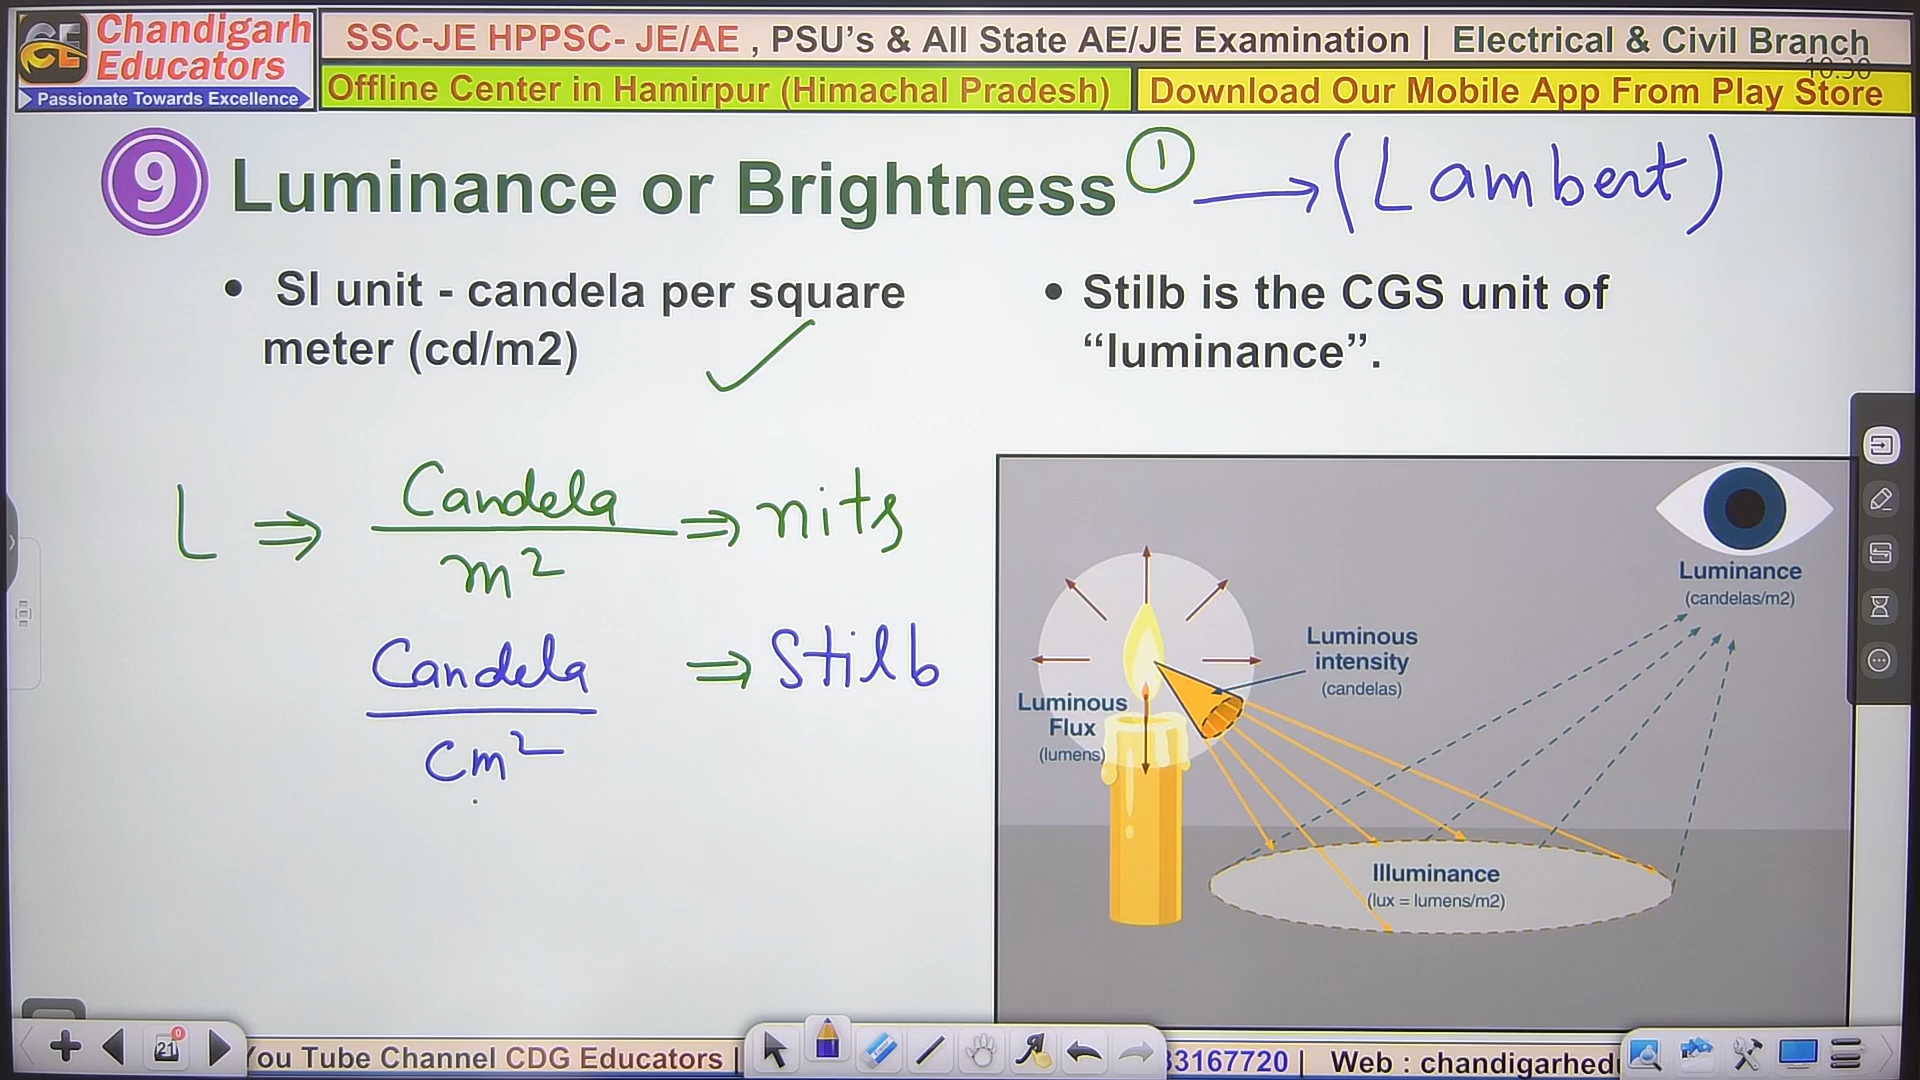 Chandigarh
Educators
Passionate Towards Excellence
SSC-JE HPPSC- JE/AE , PSU's & All State AE/JE Examination | Electrical & Civil Branch
10:30
Offline Center in Hamirpur (Himachal Pradesh)
Download Our Mobile App From Play Store
9 Luminance or Brightness
1 → (Lambert)
• SI unit - candela per square
meter (cd/m2)
• Stilb is the CGS unit of
“luminance”.
L ⇒ Candela
m² ⇒ nits
Candela
cm² ⇒ Stilb
Luminance
(candelas/m2)
Luminous
intensity
(candelas)
Luminous
Flux
(lumens)
Illuminance
(lux = lumens/m2)
21
0
You Tube Channel CDG Educators |
33167720 | Web : chandigarhed